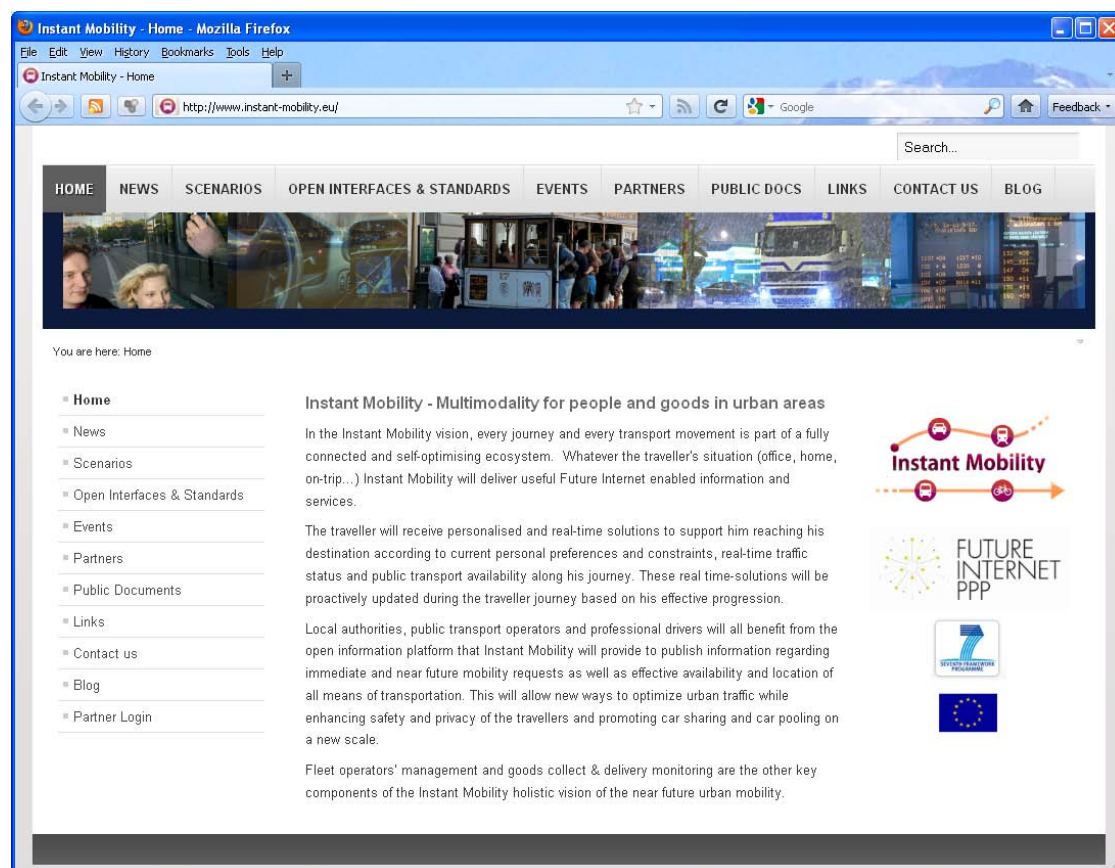 Instant Mobility - Home - Mozilla Firefox
File Edit View History Bookmarks Tools Help
Instant Mobility - Home
http://www.instant-mobility.eu/
Google
Feedback
Search...
HOME NEWS SCENARIOS OPEN INTERFACES & STANDARDS EVENTS PARTNERS PUBLIC DOCS LINKS CONTACT US BLOG
You are here: Home
Home
News
Scenarios
Open Interfaces & Standards
Events
Partners
Public Documents
Links
Contact us
Blog
Partner Login
Instant Mobility - Multimodality for people and goods in urban areas
In the Instant Mobility vision, every journey and every transport movement is part of a fully
connected and self-optimising ecosystem. Whatever the traveller's situation (office, home,
on-trip...) Instant Mobility will deliver useful Future Internet enabled information and
services.
The traveller will receive personalised and real-time solutions to support him reaching his
destination according to current personal preferences and constraints, real-time traffic
status and public transport availability along his journey. These real time-solutions will be
proactively updated during the traveller journey based on his effective progression.
Local authorities, public transport operators and professional drivers will all benefit from the
open information platform that Instant Mobility will provide to publish information regarding
immediate and near future mobility requests as well as effective availability and location of
all means of transportation. This will allow new ways to optimize urban traffic while
enhancing safety and privacy of the travellers and promoting car sharing and car pooling on
a new scale.
Fleet operators' management and goods collect & delivery monitoring are the other key
components of the Instant Mobility holistic vision of the near future urban mobility.
Instant Mobility
FUTURE
INTERNET
PPP
SEVENTH FRAMEWORK
PROGRAMME